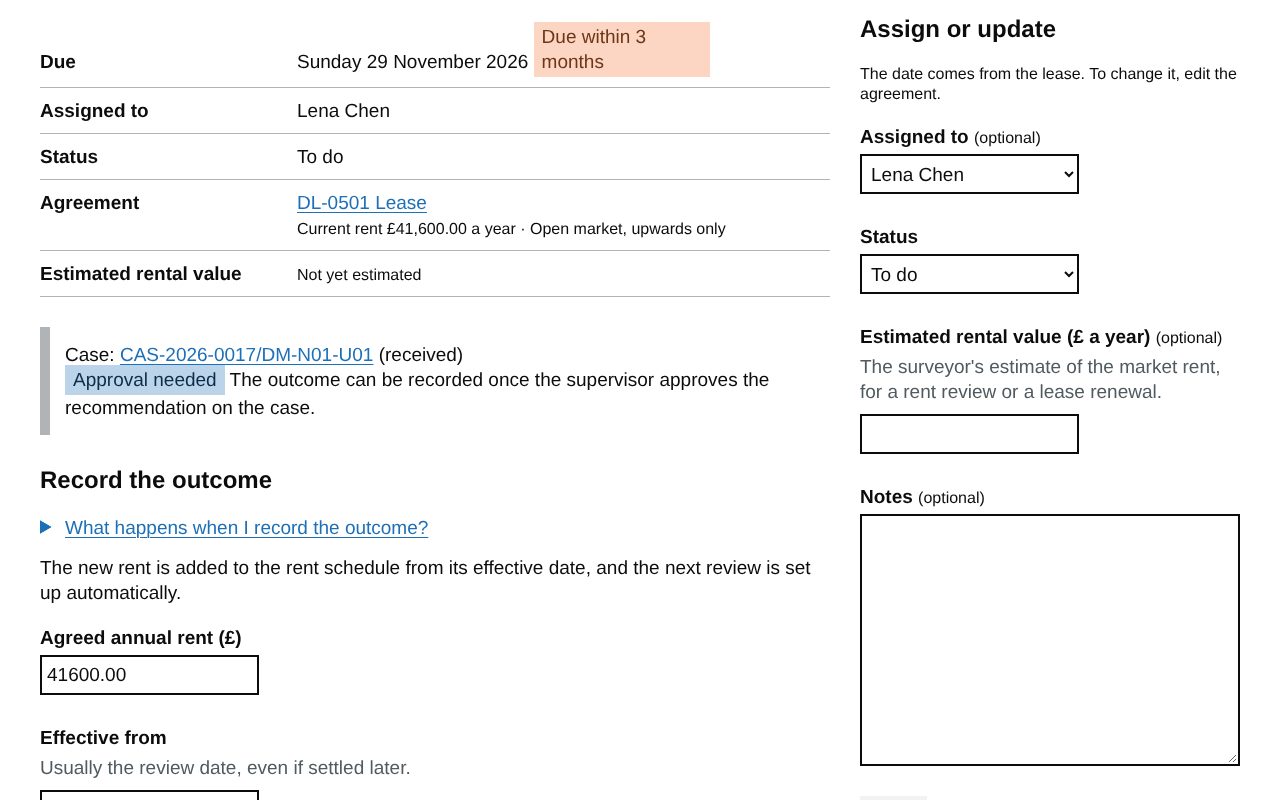 Due
Sunday 29 November 2026
Due within 3
months
Assigned to
Lena Chen
Status
To do
Agreement
DL-0501 Lease
Current rent £41,600.00 a year · Open market, upwards only
Estimated rental value
Not yet estimated
Case: CAS-2026-0017/DM-N01-U01 (received)
Approval needed The outcome can be recorded once the supervisor approves the
recommendation on the case.
Record the outcome
What happens when I record the outcome?
The new rent is added to the rent schedule from its effective date, and the next review is set
up automatically.
Agreed annual rent (£)
41600.00
Effective from
Usually the review date, even if settled later.
Assign or update
The date comes from the lease. To change it, edit the
agreement.
Assigned to (optional)
Lena Chen
Status
To do
Estimated rental value (£ a year) (optional)
The surveyor's estimate of the market rent,
for a rent review or a lease renewal.
Notes (optional)